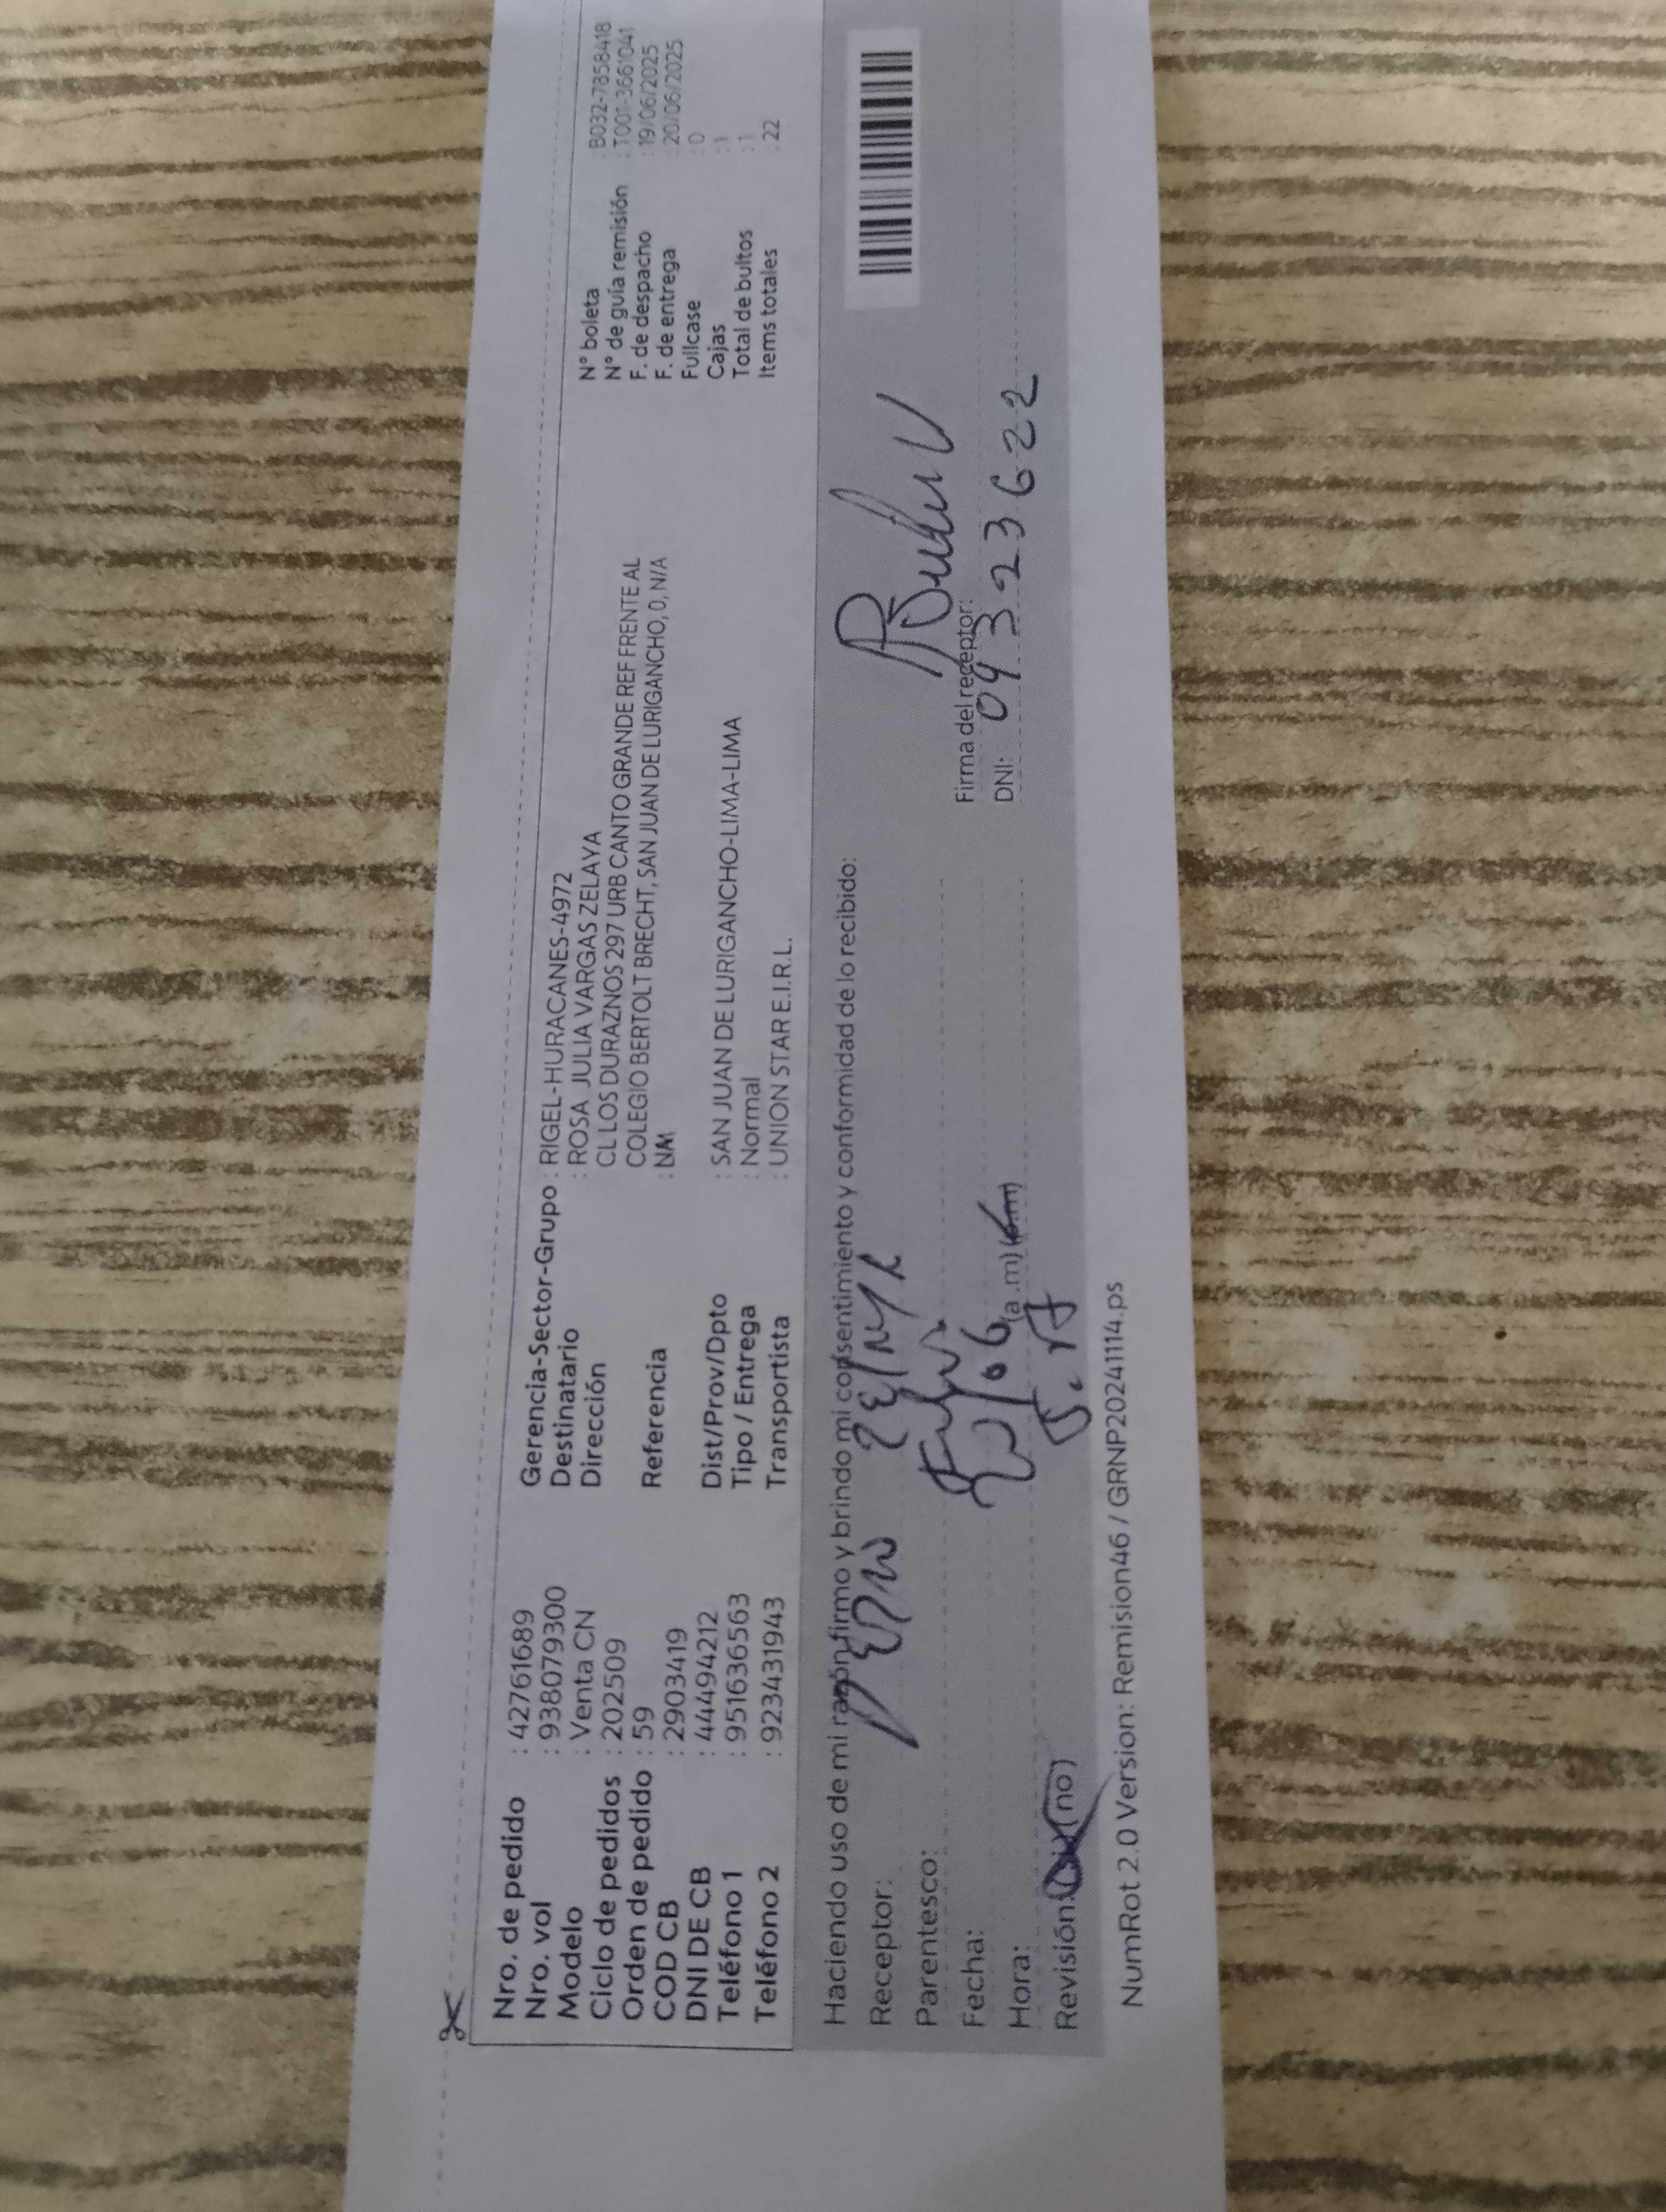 Nro. de pedido : 42761689
Nro. vol : 9380793​00
Modelo : Venta CN
Ciclo de pedidos : 202509
Orden de pedido : 59
COD CB : 2903419
DNI DE CB : 44494212
Teléfono 1 : 951636563
Teléfono 2 : 923431943
Gerencia-Sector-Grupo : RIGEL-HURACANES-4972
Destinatario : ROSA JULIA VARGAS ZELAYA
Dirección : CL LOS DURAZNOS 297 URB CANTO GRANDE REF FRENTE AL
COLEGIO BERTOLT BRECHT, SAN JUAN DE LURIGANCHO, 0, N/A
Referencia : NM
Dist/Prov/Dpto : SAN JUAN DE LURIGANCHO-LIMA-LIMA
Tipo / Entrega : Normal
Transportista : UNION STAR E.I.R.L.
N° boleta : B032-7858418
N° de guía remisión : T001-3661041
F. de despacho : 19/06/2025
F. de entrega : 20/06/2025
Fullcase : 0
Cajas : 1
Total de bultos : 1
Items totales : 22
Haciendo uso de mi razón firmo y brindo mi consentimiento y conformidad de lo recibido:
Receptor:
Parentesco:
Fecha:
Hora: (a .m)
Revisión: (no)
Firma del receptor:
DNI: 09323622
NumRot 2.0 Version: Remision46 / GRNP20241114.ps